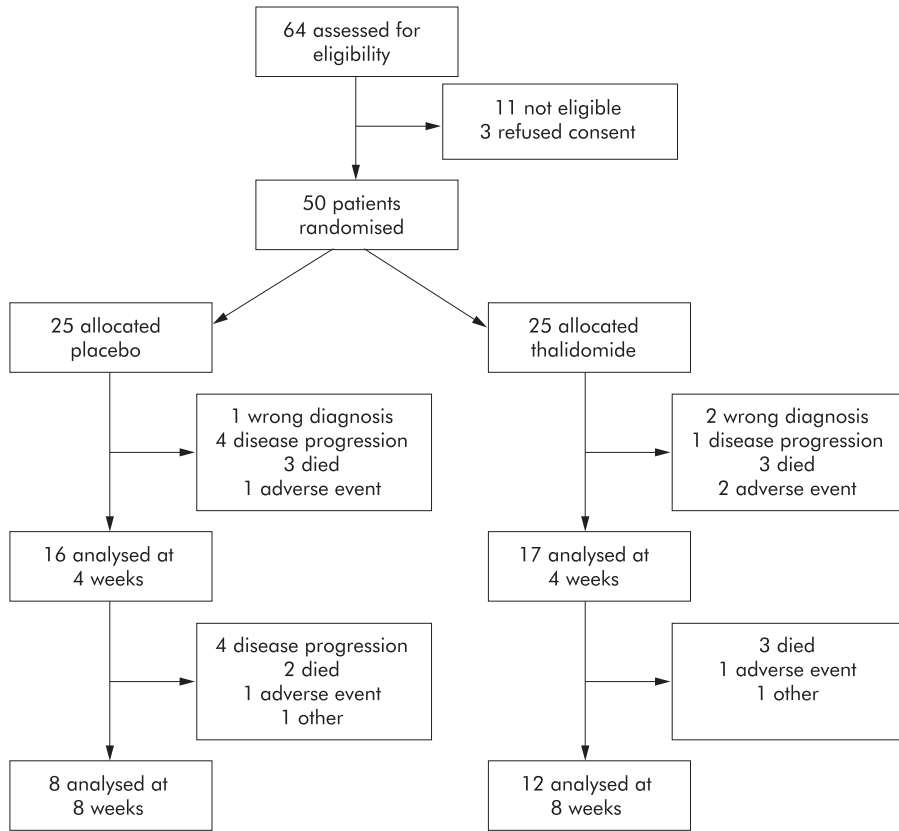 64 assessed for
eligibility
11 not eligible
3 refused consent
50 patients
randomised
25 allocated
placebo
25 allocated
thalidomide
1 wrong diagnosis
4 disease progression
3 died
1 adverse event
2 wrong diagnosis
1 disease progression
3 died
2 adverse event
16 analysed at
4 weeks
17 analysed at
4 weeks
4 disease progression
2 died
1 adverse event
1 other
3 died
1 adverse event
1 other
8 analysed at
8 weeks
12 analysed at
8 weeks